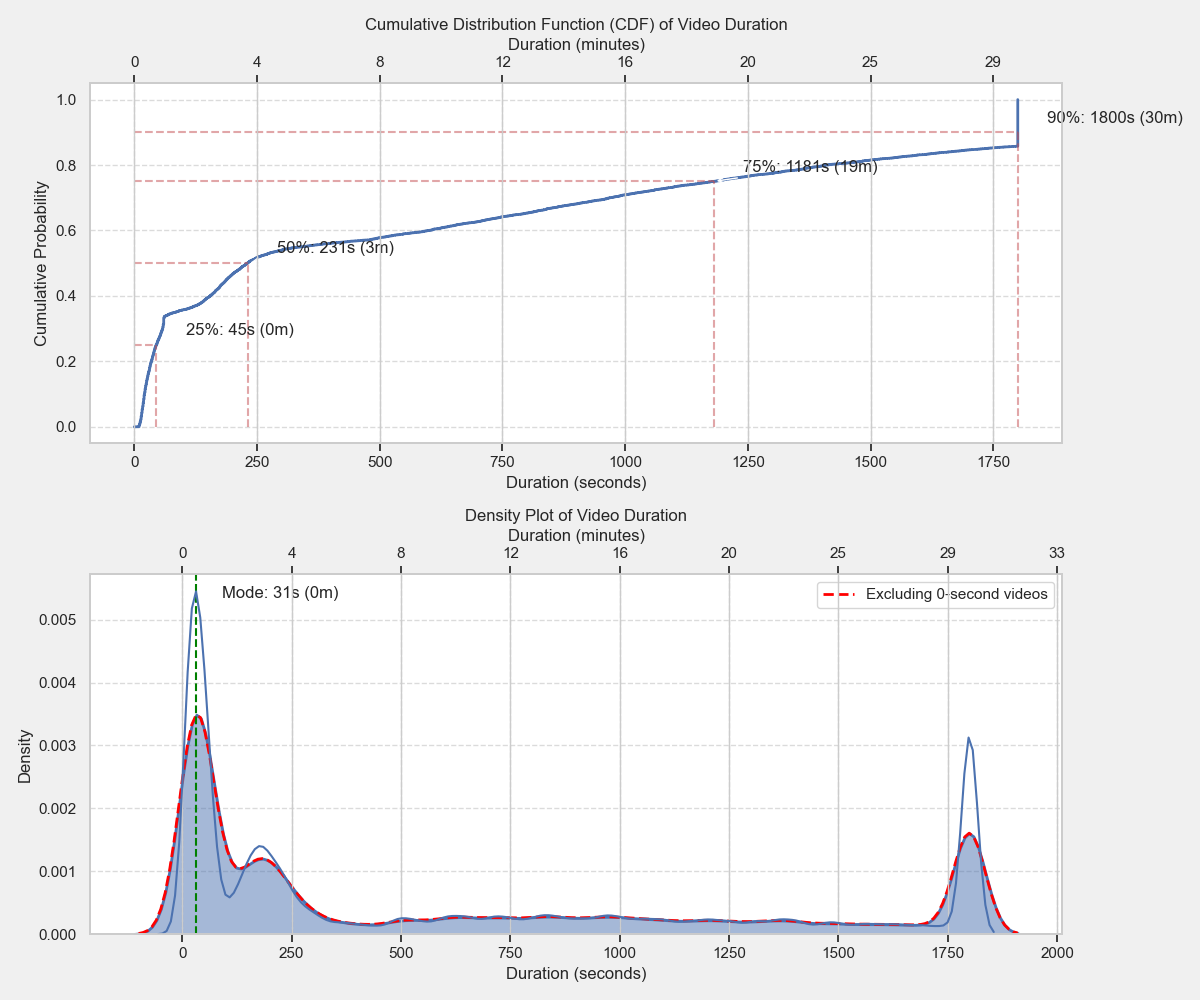 Cumulative Distribution Function (CDF) of Video Duration
Duration (minutes)
0 4 8 12 16 20 25 29
1.0
0.8
0.6
0.4
0.2
0.0
Cumulative Probability
90%: 1800s (30m)
75%: 1181s (19m)
50%: 231s (3m)
25%: 45s (0m)
0 250 500 750 1000 1250 1500 1750
Duration (seconds)
Density Plot of Video Duration
Duration (minutes)
0 4 8 12 16 20 25 29 33
Mode: 31s (0m)
Excluding 0-second videos
0.005
0.004
0.003
0.002
0.001
0.000
Density
0 250 500 750 1000 1250 1500 1750 2000
Duration (seconds)